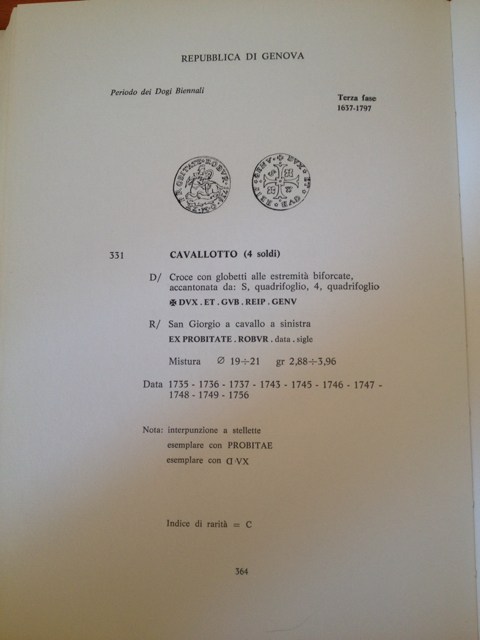 REPUBBLICA DI GENOVA
Periodo dei Dogi Biennali
Terza fase
1637-1797
331 CAVALLOTTO (4 soldi)
D/ Croce con globetti alle estremità biforcate,
accantonata da: S, quadrifoglio, 4, quadrifoglio
✠ DVX . ET . GVB . REIP . GENV
R/ San Giorgio a cavallo a sinistra
EX PROBITATE . ROBVR . data . sigle
Mistura ∅ 19÷21 gr 2,88÷3,96
Data 1735 - 1736 - 1737 - 1743 - 1745 - 1746 - 1747 -
1748 - 1749 - 1756
Nota: interpunzione a stellette
esemplare con PROBITAE
esemplare con ᗡ·VX
Indice di rarità = C
364